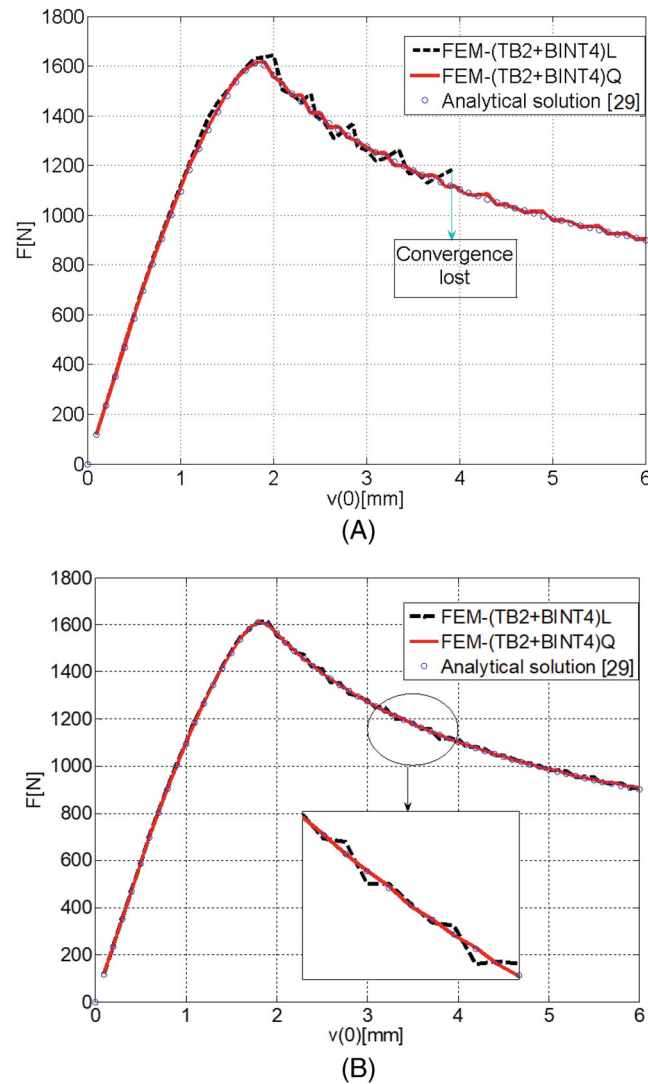 1800
1600
1400
1200
1000
800
600
400
200
0
F[N]
FEM-(TB2+BINT4)L
FEM-(TB2+BINT4)Q
Analytical solution [29]
Convergence
lost
0 1 2 3 4 5 6
v(0)[mm]
(A)
1800
1600
1400
1200
1000
800
600
400
200
0
F[N]
FEM-(TB2+BINT4)L
FEM-(TB2+BINT4)Q
Analytical solution [29]
0 1 2 3 4 5 6
v(0)[mm]
(B)